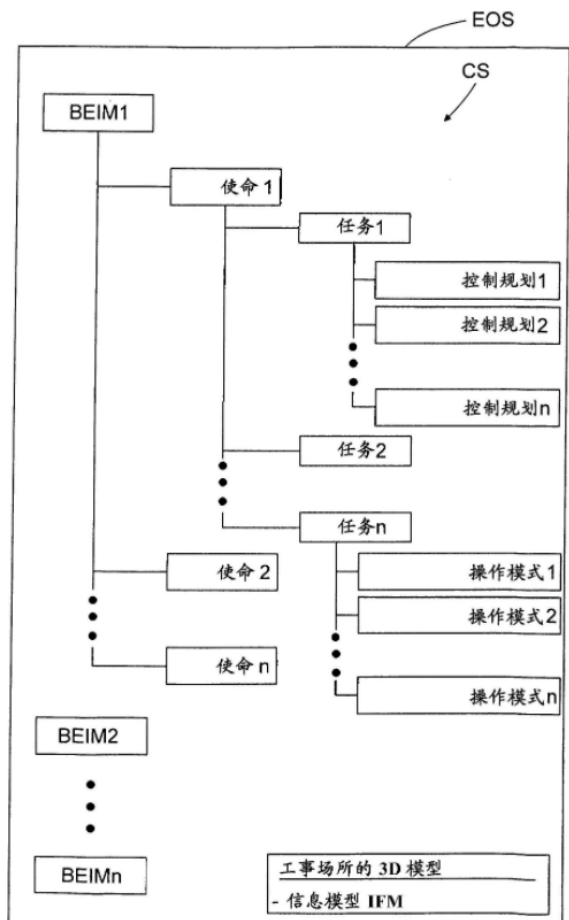 EOS
CS
BEIM1
使命 1
任务1
控制规划1
控制规划2
控制规划n
任务2
任务n
使命 2
操作模式1
操作模式2
使命 n
操作模式n
BEIM2
BEIMn
工事场所的 3D 模型
- 信息模型 IFM